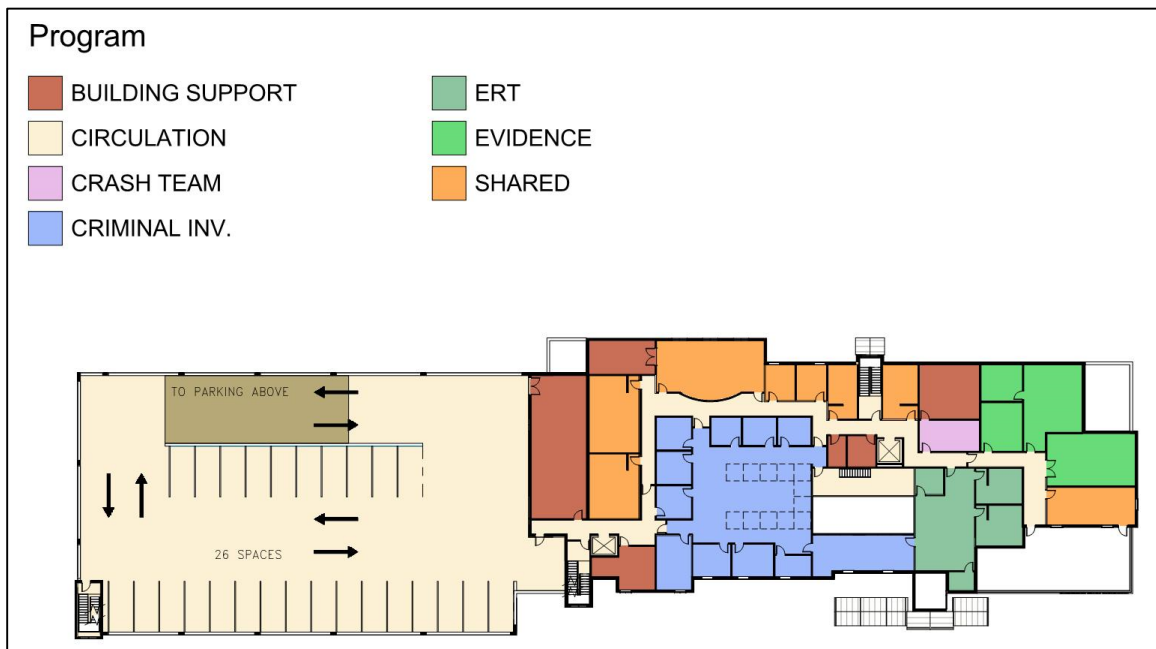 Program
BUILDING SUPPORT
CIRCULATION
CRASH TEAM
CRIMINAL INV.
ERT
EVIDENCE
SHARED
TO PARKING ABOVE
26 SPACES